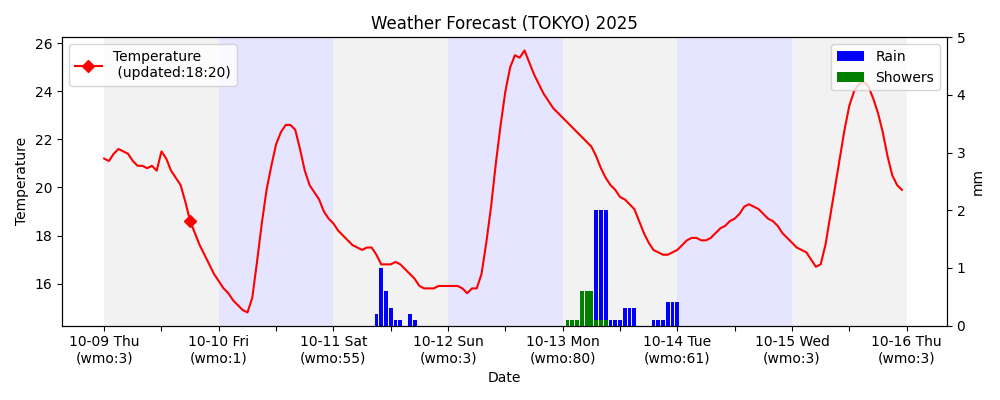 Weather Forecast (TOKYO) 2025
Temperature
(updated:18:20)
Rain
Showers
26
24
22
20
18
16
Temperature
5
4
3
2
1
0
mm
10-09 Thu 10-10 Fri 10-11 Sat 10-12 Sun 10-13 Mon 10-14 Tue 10-15 Wed 10-16 Thu
(wmo:3) (wmo:1) (wmo:55) (wmo:3) (wmo:80) (wmo:61) (wmo:3) (wmo:3)
Date